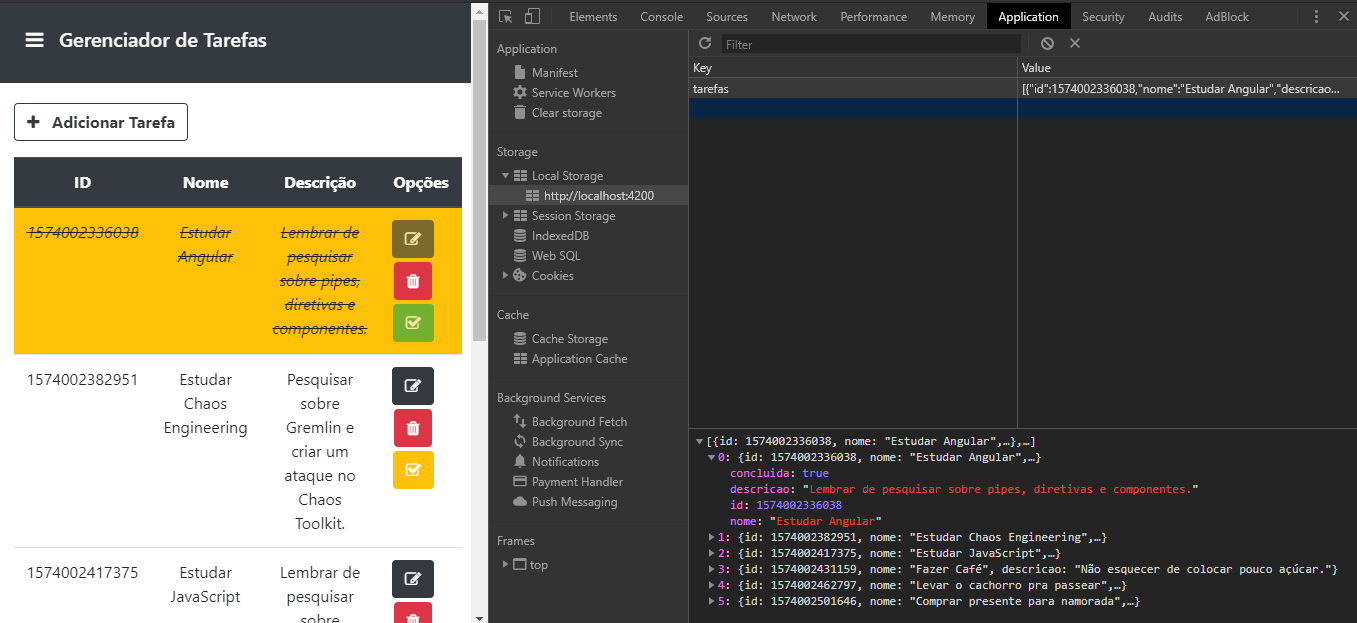 Gerenciador de Tarefas
+ Adicionar Tarefa
ID Nome Descrição Opções
1574002336038 Estudar Angular Lembrar de pesquisar sobre pipes, diretivas e componentes.
1574002382951 Estudar Chaos Engineering Pesquisar sobre Gremlin e criar um ataque no Chaos Toolkit.
1574002417375 Estudar JavaScript Lembrar de pesquisar sobre
Elements Console Sources Network Performance Memory Application Security Audits AdBlock
Application
Manifest
Service Workers
Clear storage
Storage
Local Storage
http://localhost:4200
Session Storage
IndexedDB
Web SQL
Cookies
Cache
Cache Storage
Application Cache
Background Services
Background Fetch
Background Sync
Notifications
Payment Handler
Push Messaging
Frames
top
Filter
Key Value
tarefas [{"id":1574002336038,"nome":"Estudar Angular","descricao...
[{id: 1574002336038, nome: "Estudar Angular",…},…]
0: {id: 1574002336038, nome: "Estudar Angular",…}
concluida: true
descricao: "Lembrar de pesquisar sobre pipes, diretivas e componentes."
id: 1574002336038
nome: "Estudar Angular"
1: {id: 1574002382951, nome: "Estudar Chaos Engineering",…}
2: {id: 1574002417375, nome: "Estudar JavaScript",…}
3: {id: 1574002431159, nome: "Fazer Café", descricao: "Não esquecer de colocar pouco açúcar."}
4: {id: 1574002462797, nome: "Levar o cachorro pra passear",…}
5: {id: 1574002501646, nome: "Comprar presente para namorada",…}